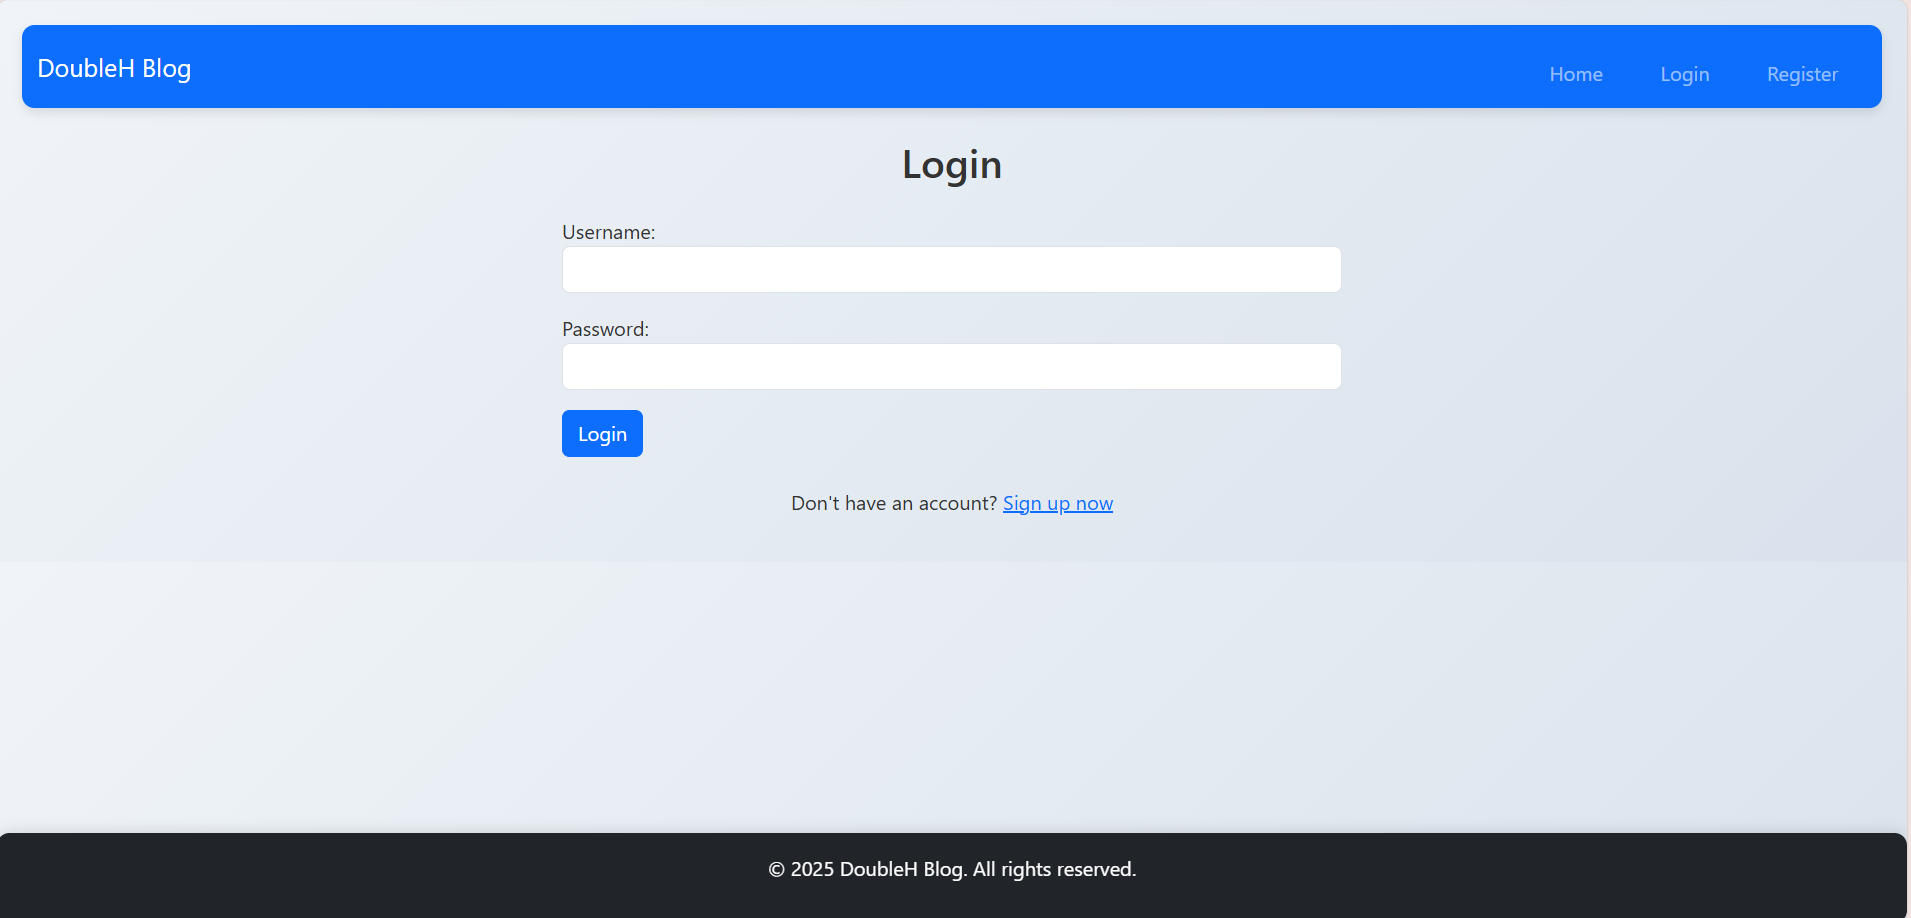 DoubleH Blog
Home Login Register
Login
Username:
Password:
Login
Don't have an account? Sign up now
© 2025 DoubleH Blog. All rights reserved.